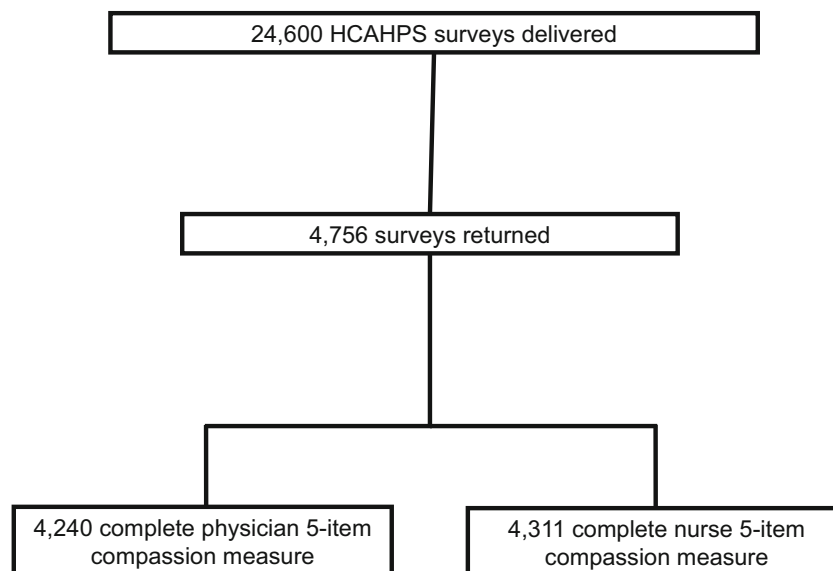 24,600 HCAHPS surveys delivered
4,756 surveys returned
4,240 complete physician 5-item
compassion measure
4,311 complete nurse 5-item
compassion measure